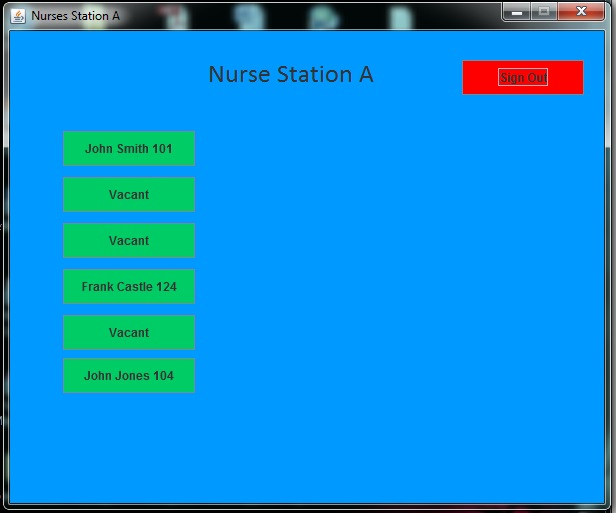 Nurses Station A
Nurse Station A
Sign Out
John Smith 101
Vacant
Vacant
Frank Castle 124
Vacant
John Jones 104